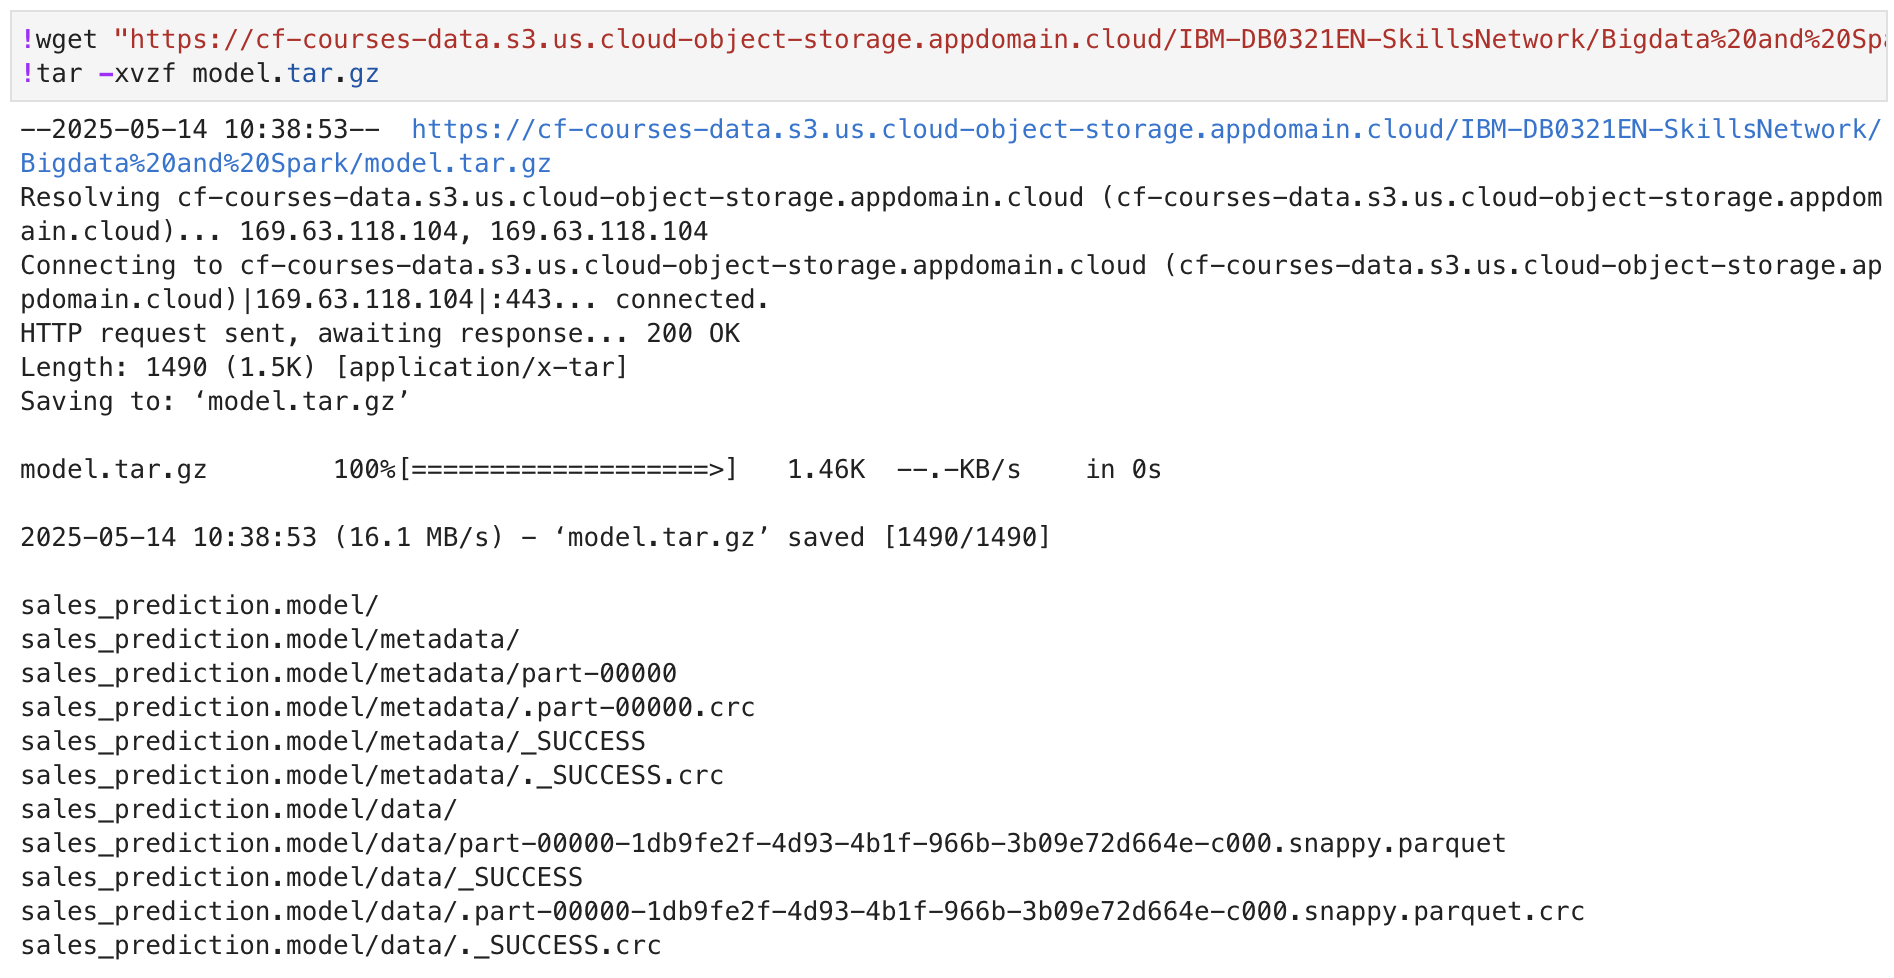 !wget "https://cf-courses-data.s3.us.cloud-object-storage.appdomain.cloud/IBM-DB0321EN-SkillsNetwork/Bigdata%20and%20Sp
!tar -xvzf model.tar.gz
--2025-05-14 10:38:53--  https://cf-courses-data.s3.us.cloud-object-storage.appdomain.cloud/IBM-DB0321EN-SkillsNetwork/
Bigdata%20and%20Spark/model.tar.gz
Resolving cf-courses-data.s3.us.cloud-object-storage.appdomain.cloud (cf-courses-data.s3.us.cloud-object-storage.appdom
ain.cloud)... 169.63.118.104, 169.63.118.104
Connecting to cf-courses-data.s3.us.cloud-object-storage.appdomain.cloud (cf-courses-data.s3.us.cloud-object-storage.ap
pdomain.cloud)|169.63.118.104|:443... connected.
HTTP request sent, awaiting response... 200 OK
Length: 1490 (1.5K) [application/x-tar]
Saving to: ‘model.tar.gz’
model.tar.gz        100%[===================>]   1.46K  --.-KB/s    in 0s
2025-05-14 10:38:53 (16.1 MB/s) - ‘model.tar.gz’ saved [1490/1490]
sales_prediction.model/
sales_prediction.model/metadata/
sales_prediction.model/metadata/part-00000
sales_prediction.model/metadata/.part-00000.crc
sales_prediction.model/metadata/_SUCCESS
sales_prediction.model/metadata/._SUCCESS.crc
sales_prediction.model/data/
sales_prediction.model/data/part-00000-1db9fe2f-4d93-4b1f-966b-3b09e72d664e-c000.snappy.parquet
sales_prediction.model/data/_SUCCESS
sales_prediction.model/data/.part-00000-1db9fe2f-4d93-4b1f-966b-3b09e72d664e-c000.snappy.parquet.crc
sales_prediction.model/data/._SUCCESS.crc